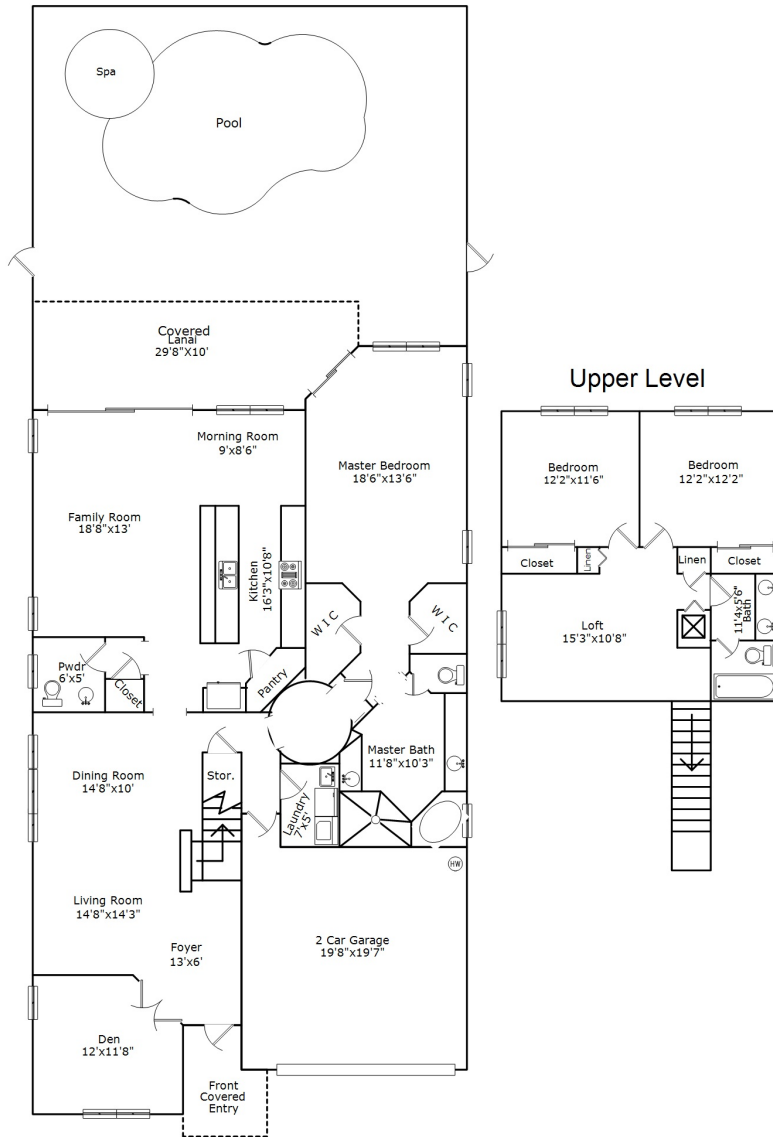 Spa
Pool
Covered
Lanai
29'8"X10'
Upper Level
Morning Room
9'x8'6"
Master Bedroom
18'6"x13'6"
Bedroom
12'2"x11'6"
Bedroom
12'2"x12'2"
Family Room
18'8"x13'
Kitchen
16'3"x10'8"
Closet
Linen
Linen
Closet
W I C
W I C
Loft
15'3"x10'8"
11'4x5'6"
Bath
Pwdr
6'x5'
Closet
Pantry
Master Bath
11'8"x10'3"
Dining Room
14'8"x10'
Stor.
Laundry
7'x5'
HW
Living Room
14'8"x14'3"
Foyer
13'x6'
2 Car Garage
19'8"x19'7"
Den
12'x11'8"
Front
Covered
Entry